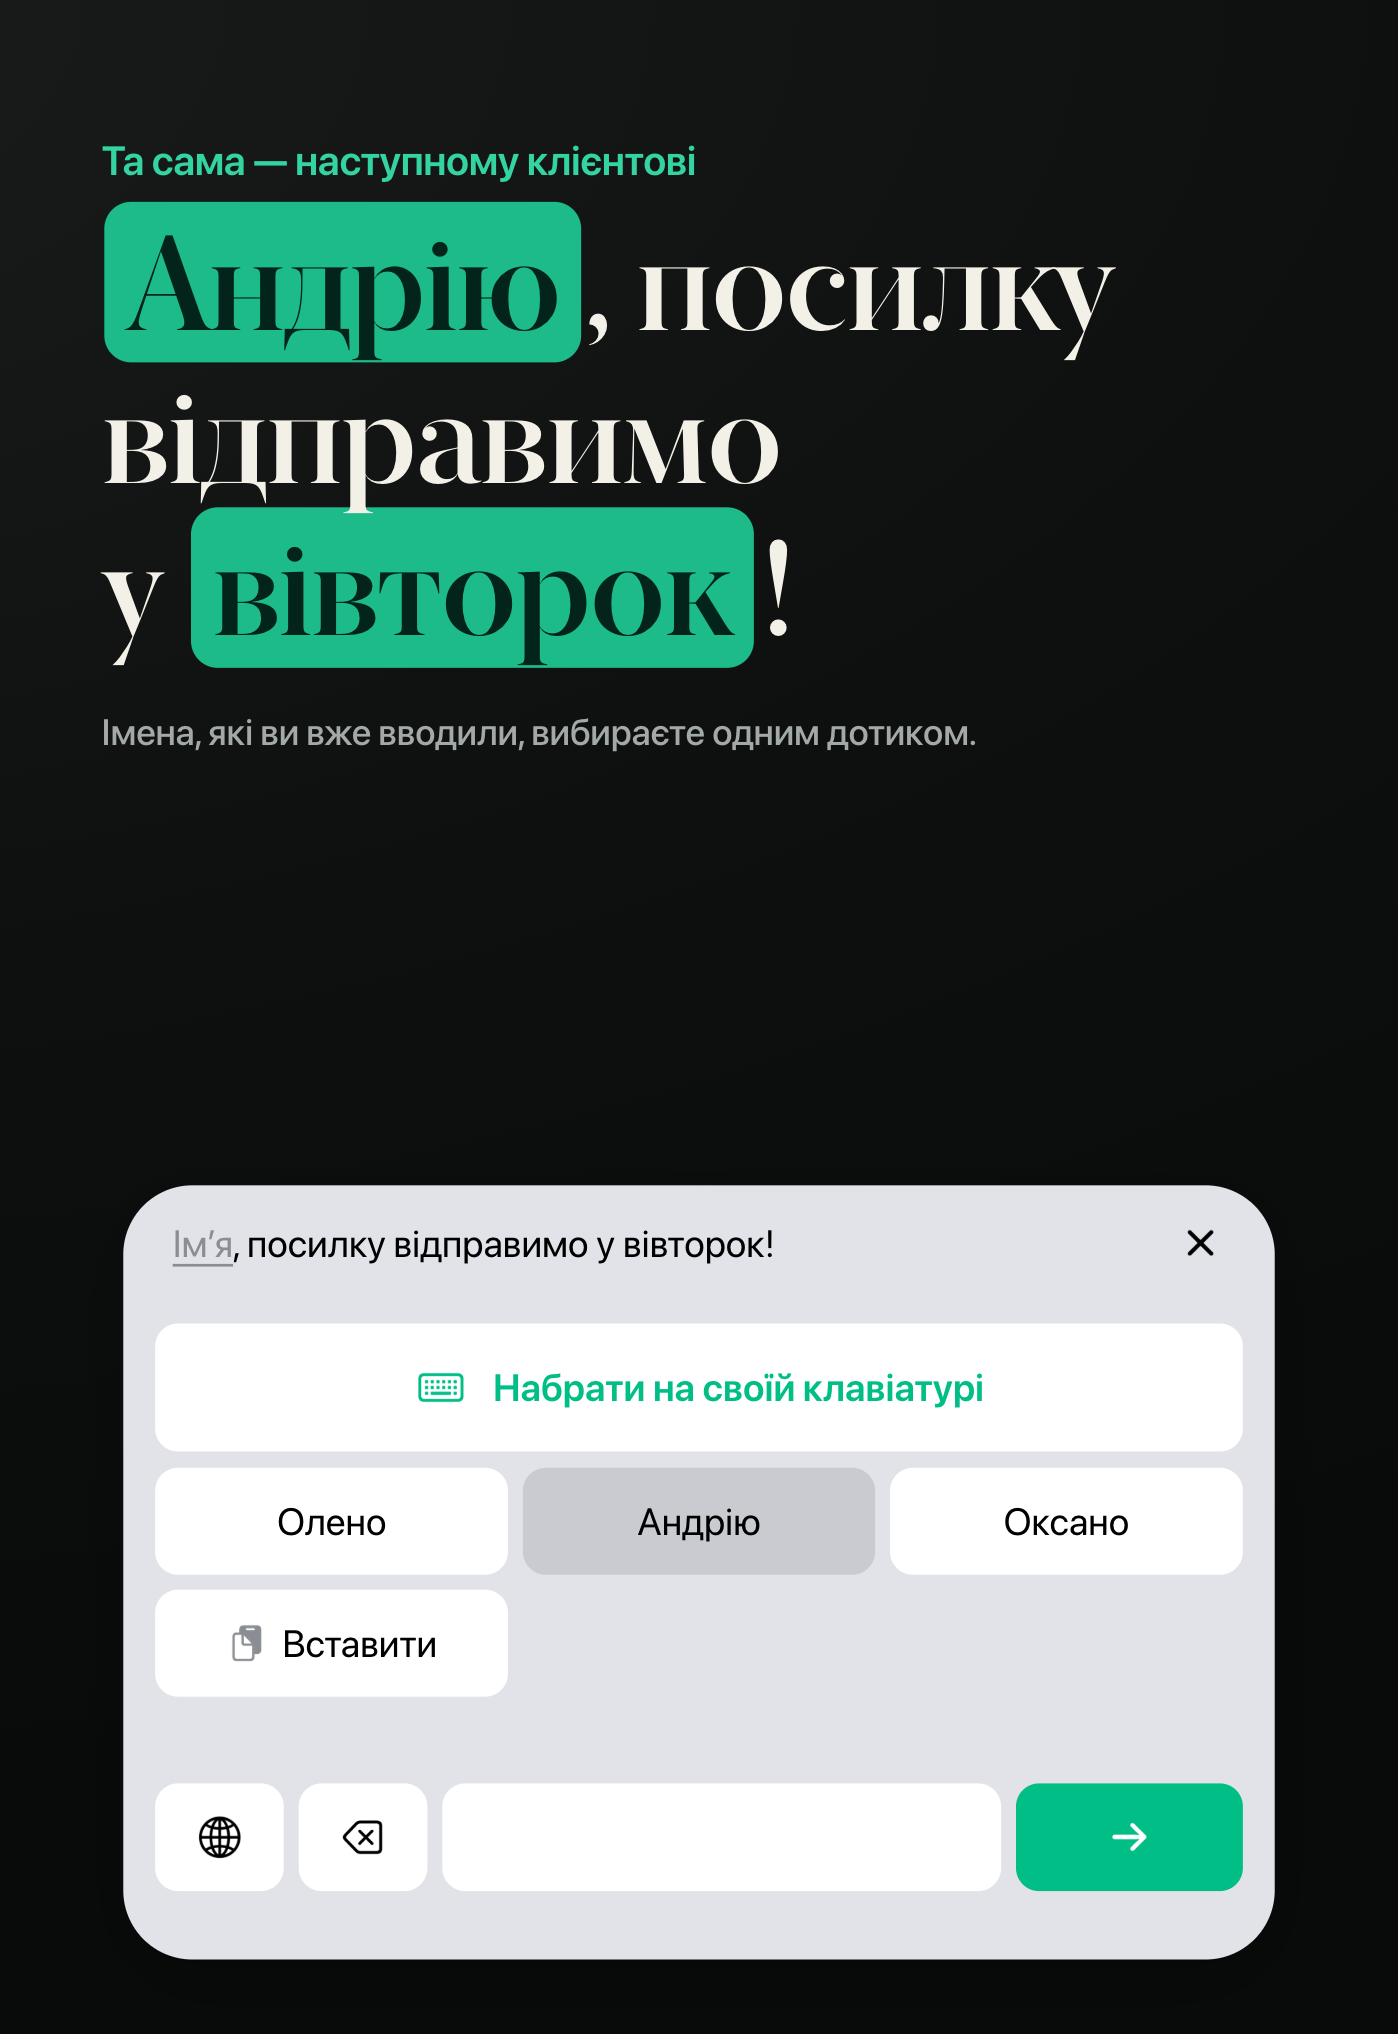 Та сама — наступному клієнтові
Андрію, посилку
відправимо
у вівторок!
Імена, які ви вже вводили, вибираєте одним дотиком.
Ім’я, посилку відправимо у вівторок!
Набрати на своїй клавіатурі
Олено
Андрію
Оксано
Вставити